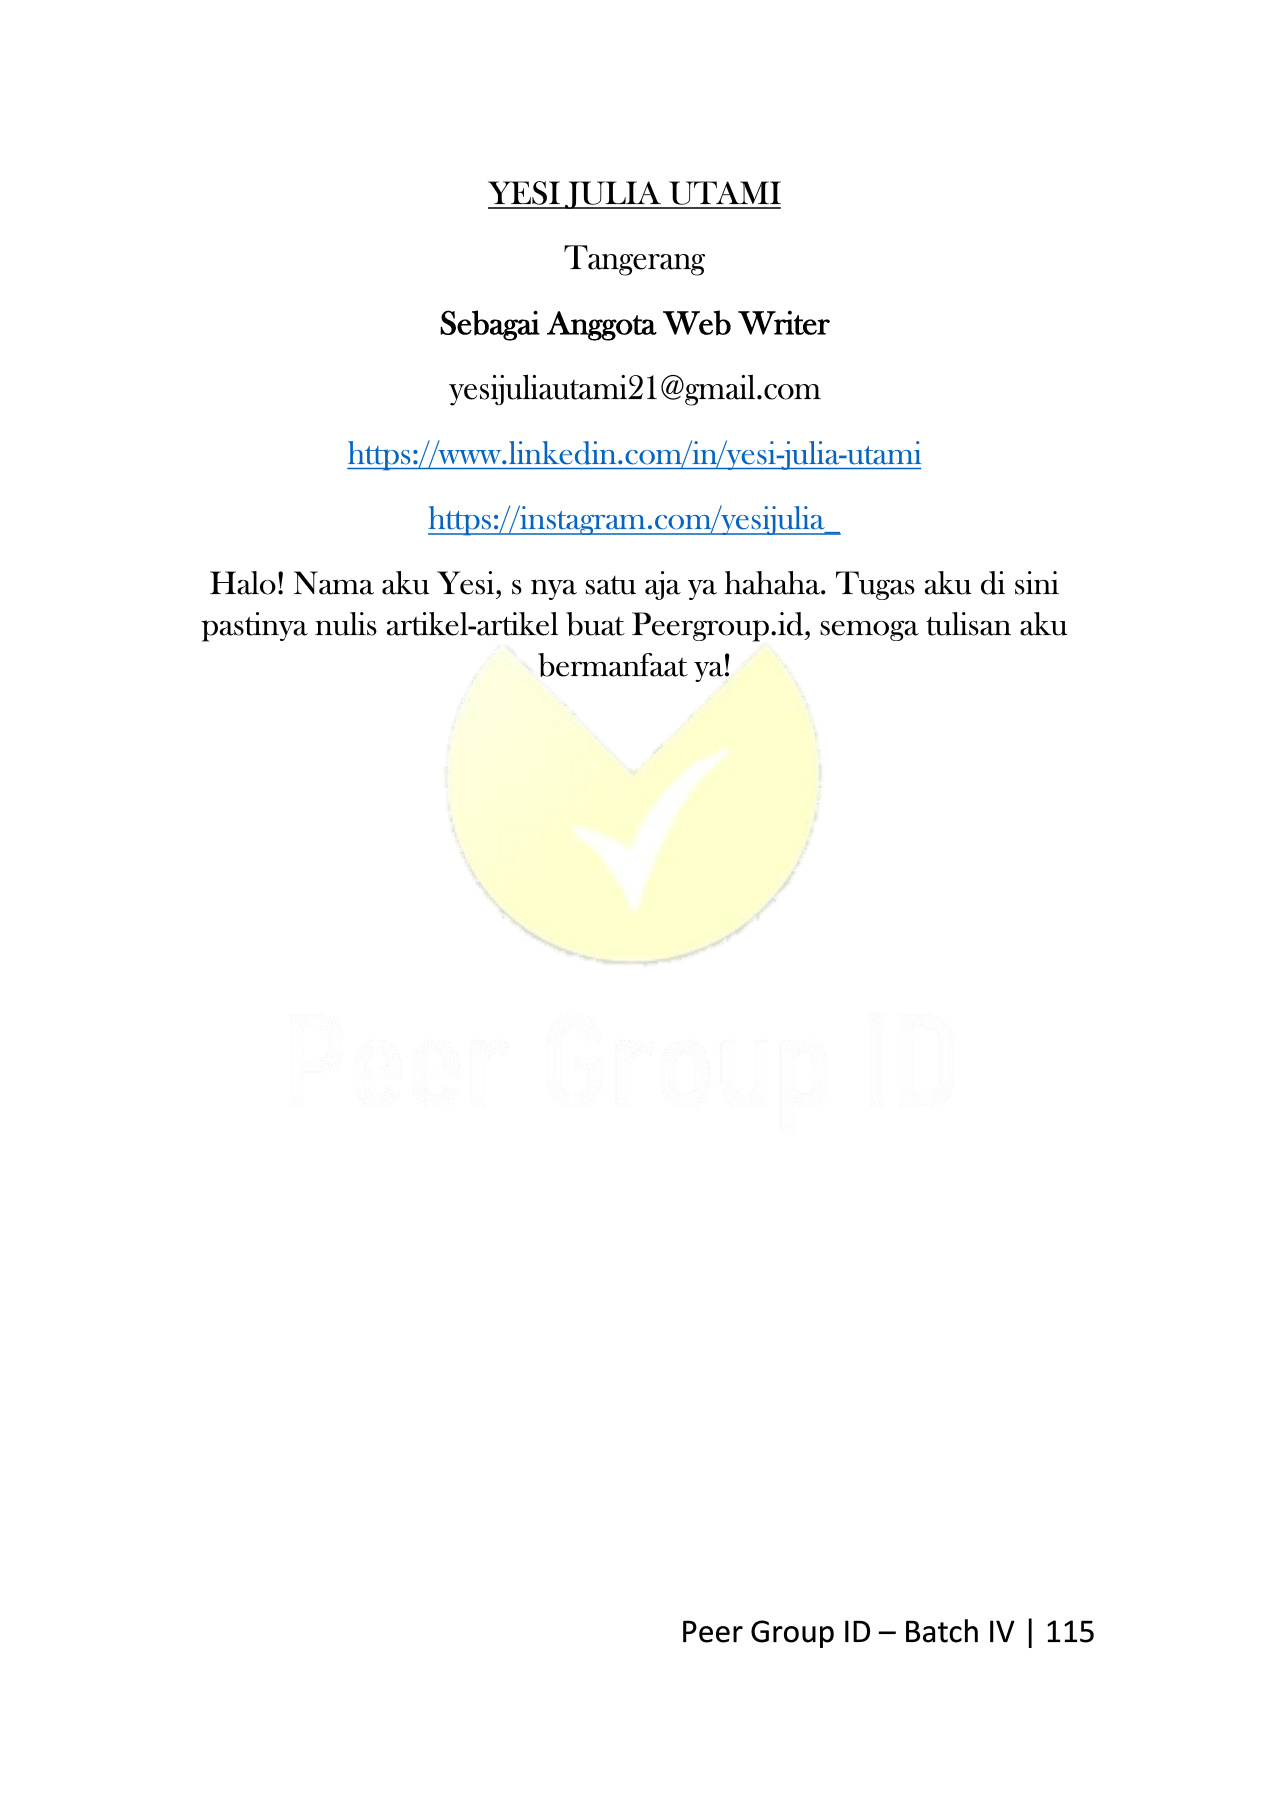 YESI JULIA UTAMI
Tangerang
Sebagai Anggota Web Writer
yesijuliautami21@gmail.com
https://www.linkedin.com/in/yesi-julia-utami
https://instagram.com/yesijulia_
Halo! Nama aku Yesi, s nya satu aja ya hahaha. Tugas aku di sini
pastinya nulis artikel-artikel buat Peergroup.id, semoga tulisan aku
bermanfaat ya!
Peer Group ID
Peer Group ID – Batch IV | 115